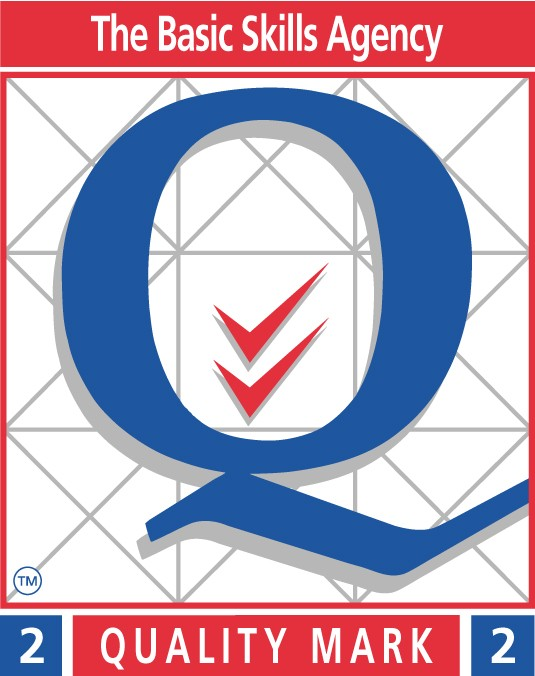 The Basic Skills Agency
Q
TM
2 QUALITY MARK 2